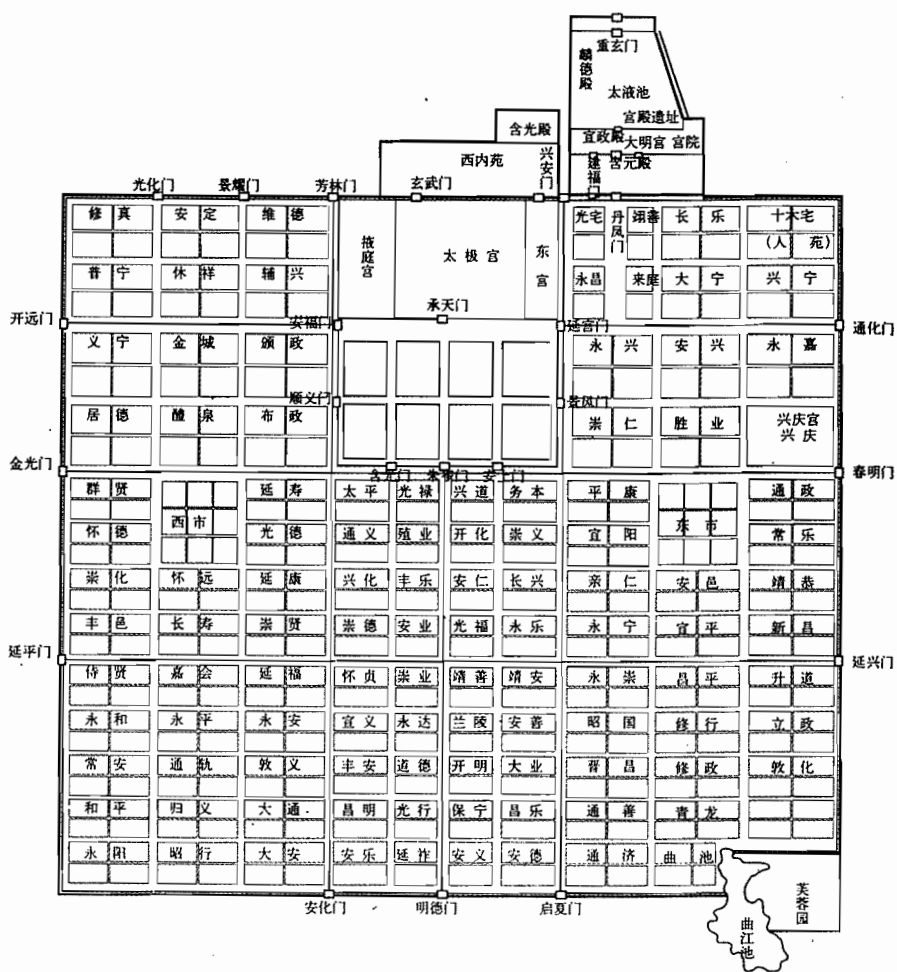 重玄门
麟德殿
太液池
宫殿遗址
含光殿
宣政殿 大明宫 宫院
西内苑 兴安门 建福门 含元殿
光化门 景耀门 芳林门 玄武门
修真 安定 维德 掖庭宫 太极宫 东宫 光宅 丹凤门 翊善 长乐 十六宅
(人 苑)
普宁 休祥 辅兴 永昌 来庭 大宁 兴宁
承天门
开远门 安福门 延喜门 通化门
义宁 金城 颁政 永兴 安兴 永嘉
顺义门 景风门
居德 醴泉 布政 崇仁 胜业 兴庆宫
兴庆
金光门 含光门 朱雀门 安上门 春明门
群贤 延寿 太平 光禄 兴道 务本 平康 通政
西市 东市
怀德 光德 通义 殖业 开化 崇义 宜阳 常乐
崇化 怀远 延康 兴化 丰乐 安仁 长兴 亲仁 安邑 靖恭
丰邑 长寿 崇贤 崇德 安业 光福 永乐 永宁 宜平 新昌
延平门 延兴门
侍贤 嘉会 延福 怀贞 崇业 靖善 靖安 永崇 昌平 升道
永和 永平 永安 宜义 永达 兰陵 安善 昭国 修行 立政
常安 通轨 敦义 丰安 道德 开明 大业 晋昌 修政 敦化
和平 归义 大通 昌明 光行 保宁 昌乐 通善 青龙
永阳 昭行 大安 安乐 延祚 安义 安德 通济 曲池
安化门 明德门 启夏门 曲江池 芙蓉园